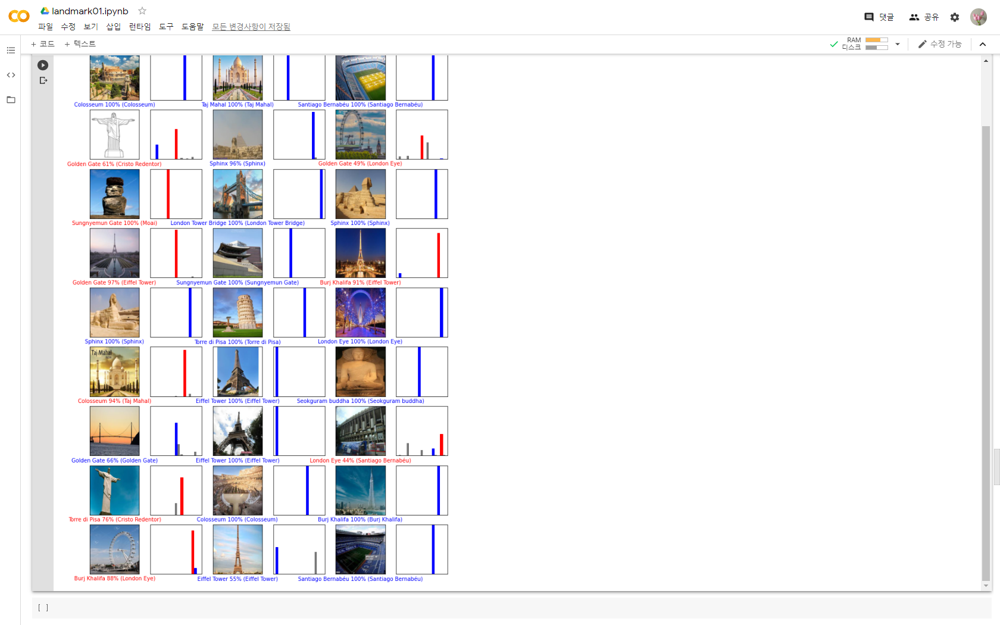 CO landmark01.ipynb
파일 수정 보기 삽입 런타임 도구 도움말 모든 변경사항이 저장됨
댓글 공유
+ 코드 + 텍스트
RAM
디스크
수정 가능
Colosseum 100% (Colosseum) Taj Mahal 100% (Taj Mahal) Santiago Bernabéu 100% (Santiago Bernabéu)
Golden Gate 61% (Cristo Redentor) Sphinx 96% (Sphinx) Golden Gate 49% (London Eye)
Sungnyemun Gate 100% (Moai) London Tower Bridge 100% (London Tower Bridge) Sphinx 100% (Sphinx)
Golden Gate 97% (Eiffel Tower) Sungnyemun Gate 100% (Sungnyemun Gate) Burj Khalifa 91% (Eiffel Tower)
Sphinx 100% (Sphinx) Torre di Pisa 100% (Torre di Pisa) London Eye 100% (London Eye)
Taj Mahal
Colosseum 94% (Taj Mahal) Eiffel Tower 100% (Eiffel Tower) Seokguram buddha 100% (Seokguram buddha)
Golden Gate 66% (Golden Gate) Eiffel Tower 100% (Eiffel Tower) London Eye 44% (Santiago Bernabéu)
Torre di Pisa 76% (Cristo Redentor) Colosseum 100% (Colosseum) Burj Khalifa 100% (Burj Khalifa)
Burj Khalifa 88% (London Eye) Eiffel Tower 55% (Eiffel Tower) Santiago Bernabéu 100% (Santiago Bernabéu)
[ ]